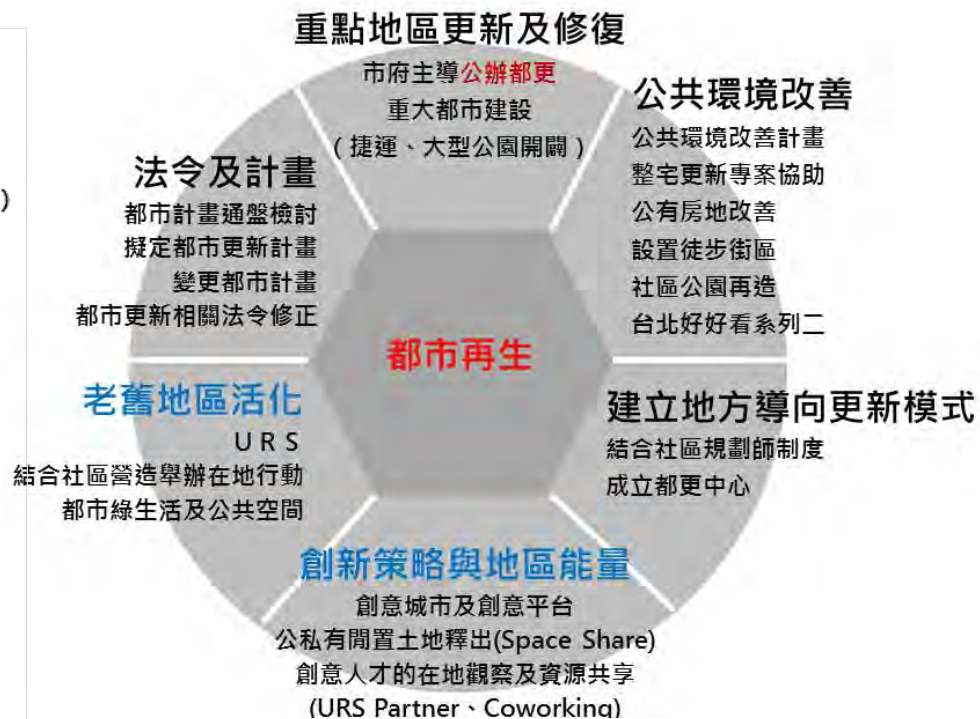 重點地區更新及修復
市府主導公辦都更
重大都市建設
(捷運、大型公園開闢)
公共環境改善
公共環境改善計畫
整宅更新專案協助
公有房地改善
設置徒步街區
社區公園再造
台北好好看系列二
法令及計畫
都市計畫通盤檢討
擬定都市更新計畫
變更都市計畫
都市更新相關法令修正
)
都市再生
老舊地區活化
URS
結合社區營造舉辦在地行動
都市綠生活及公共空間
建立地方導向更新模式
結合社區規劃師制度
成立都更中心
創新策略與地區能量
創意城市及創意平台
公私有閒置土地釋出(Space Share)
創意人才的在地觀察及資源共享
(URS Partner、Coworking)